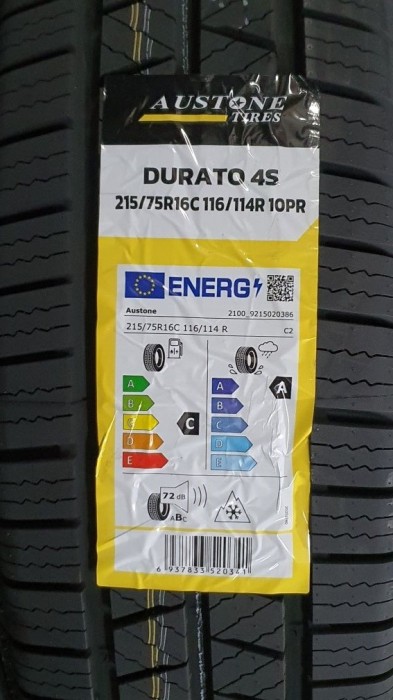 AUSTONE
TIRES
DURATO 4S
215/75R16C 116/114R 10PR
ENERG
Austone 2100_9215020386
215/75R16C 116/114 R C2
A A
A A
B B
C C C
D D
E E
72 dB
ABC
6 937833 520341